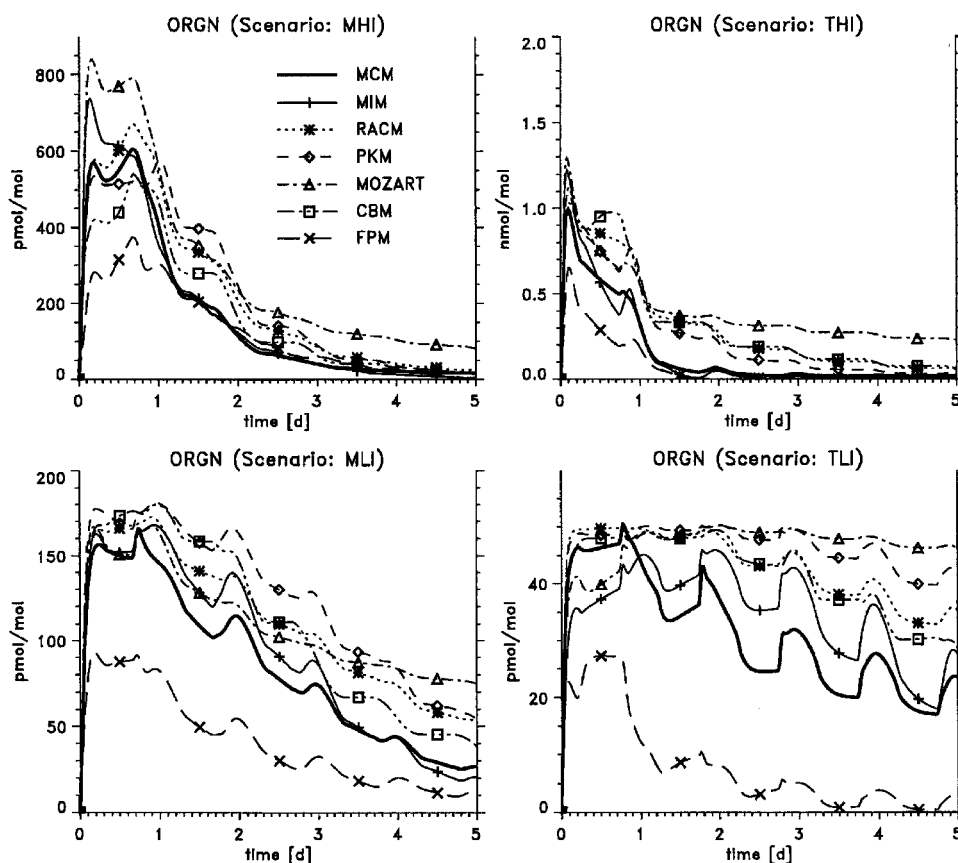 ORGN (Scenario: MHI)
800
600
400
200
0
pmol/mol
MCM
MIM
RACM
PKM
MOZART
CBM
FPM
0 1 2 3 4 5
time [d]
ORGN (Scenario: THI)
2.0
1.5
1.0
0.5
0.0
nmol/mol
0 1 2 3 4 5
time [d]
ORGN (Scenario: MLI)
200
150
100
50
0
pmol/mol
0 1 2 3 4 5
time [d]
ORGN (Scenario: TLI)
40
20
0
pmol/mol
0 1 2 3 4 5
time [d]